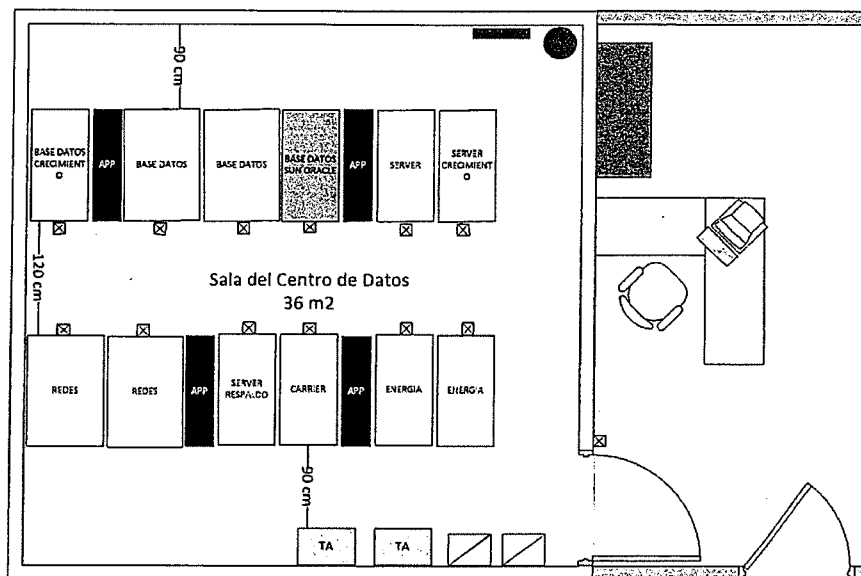 90 cm
BASE DATOS
CRECIMIENT
O
APP
BASE DATOS
BASE DATOS
BASE DATOS
SUN ORACLE
APP
SERVER
SERVER
CRECIMIENT
O
120 cm
Sala del Centro de Datos
36 m2
REDES
REDES
APP
SERVER
RESPALDO
CARRIER
APP
ENERGIA
ENERGIA
90 cm
TA
TA